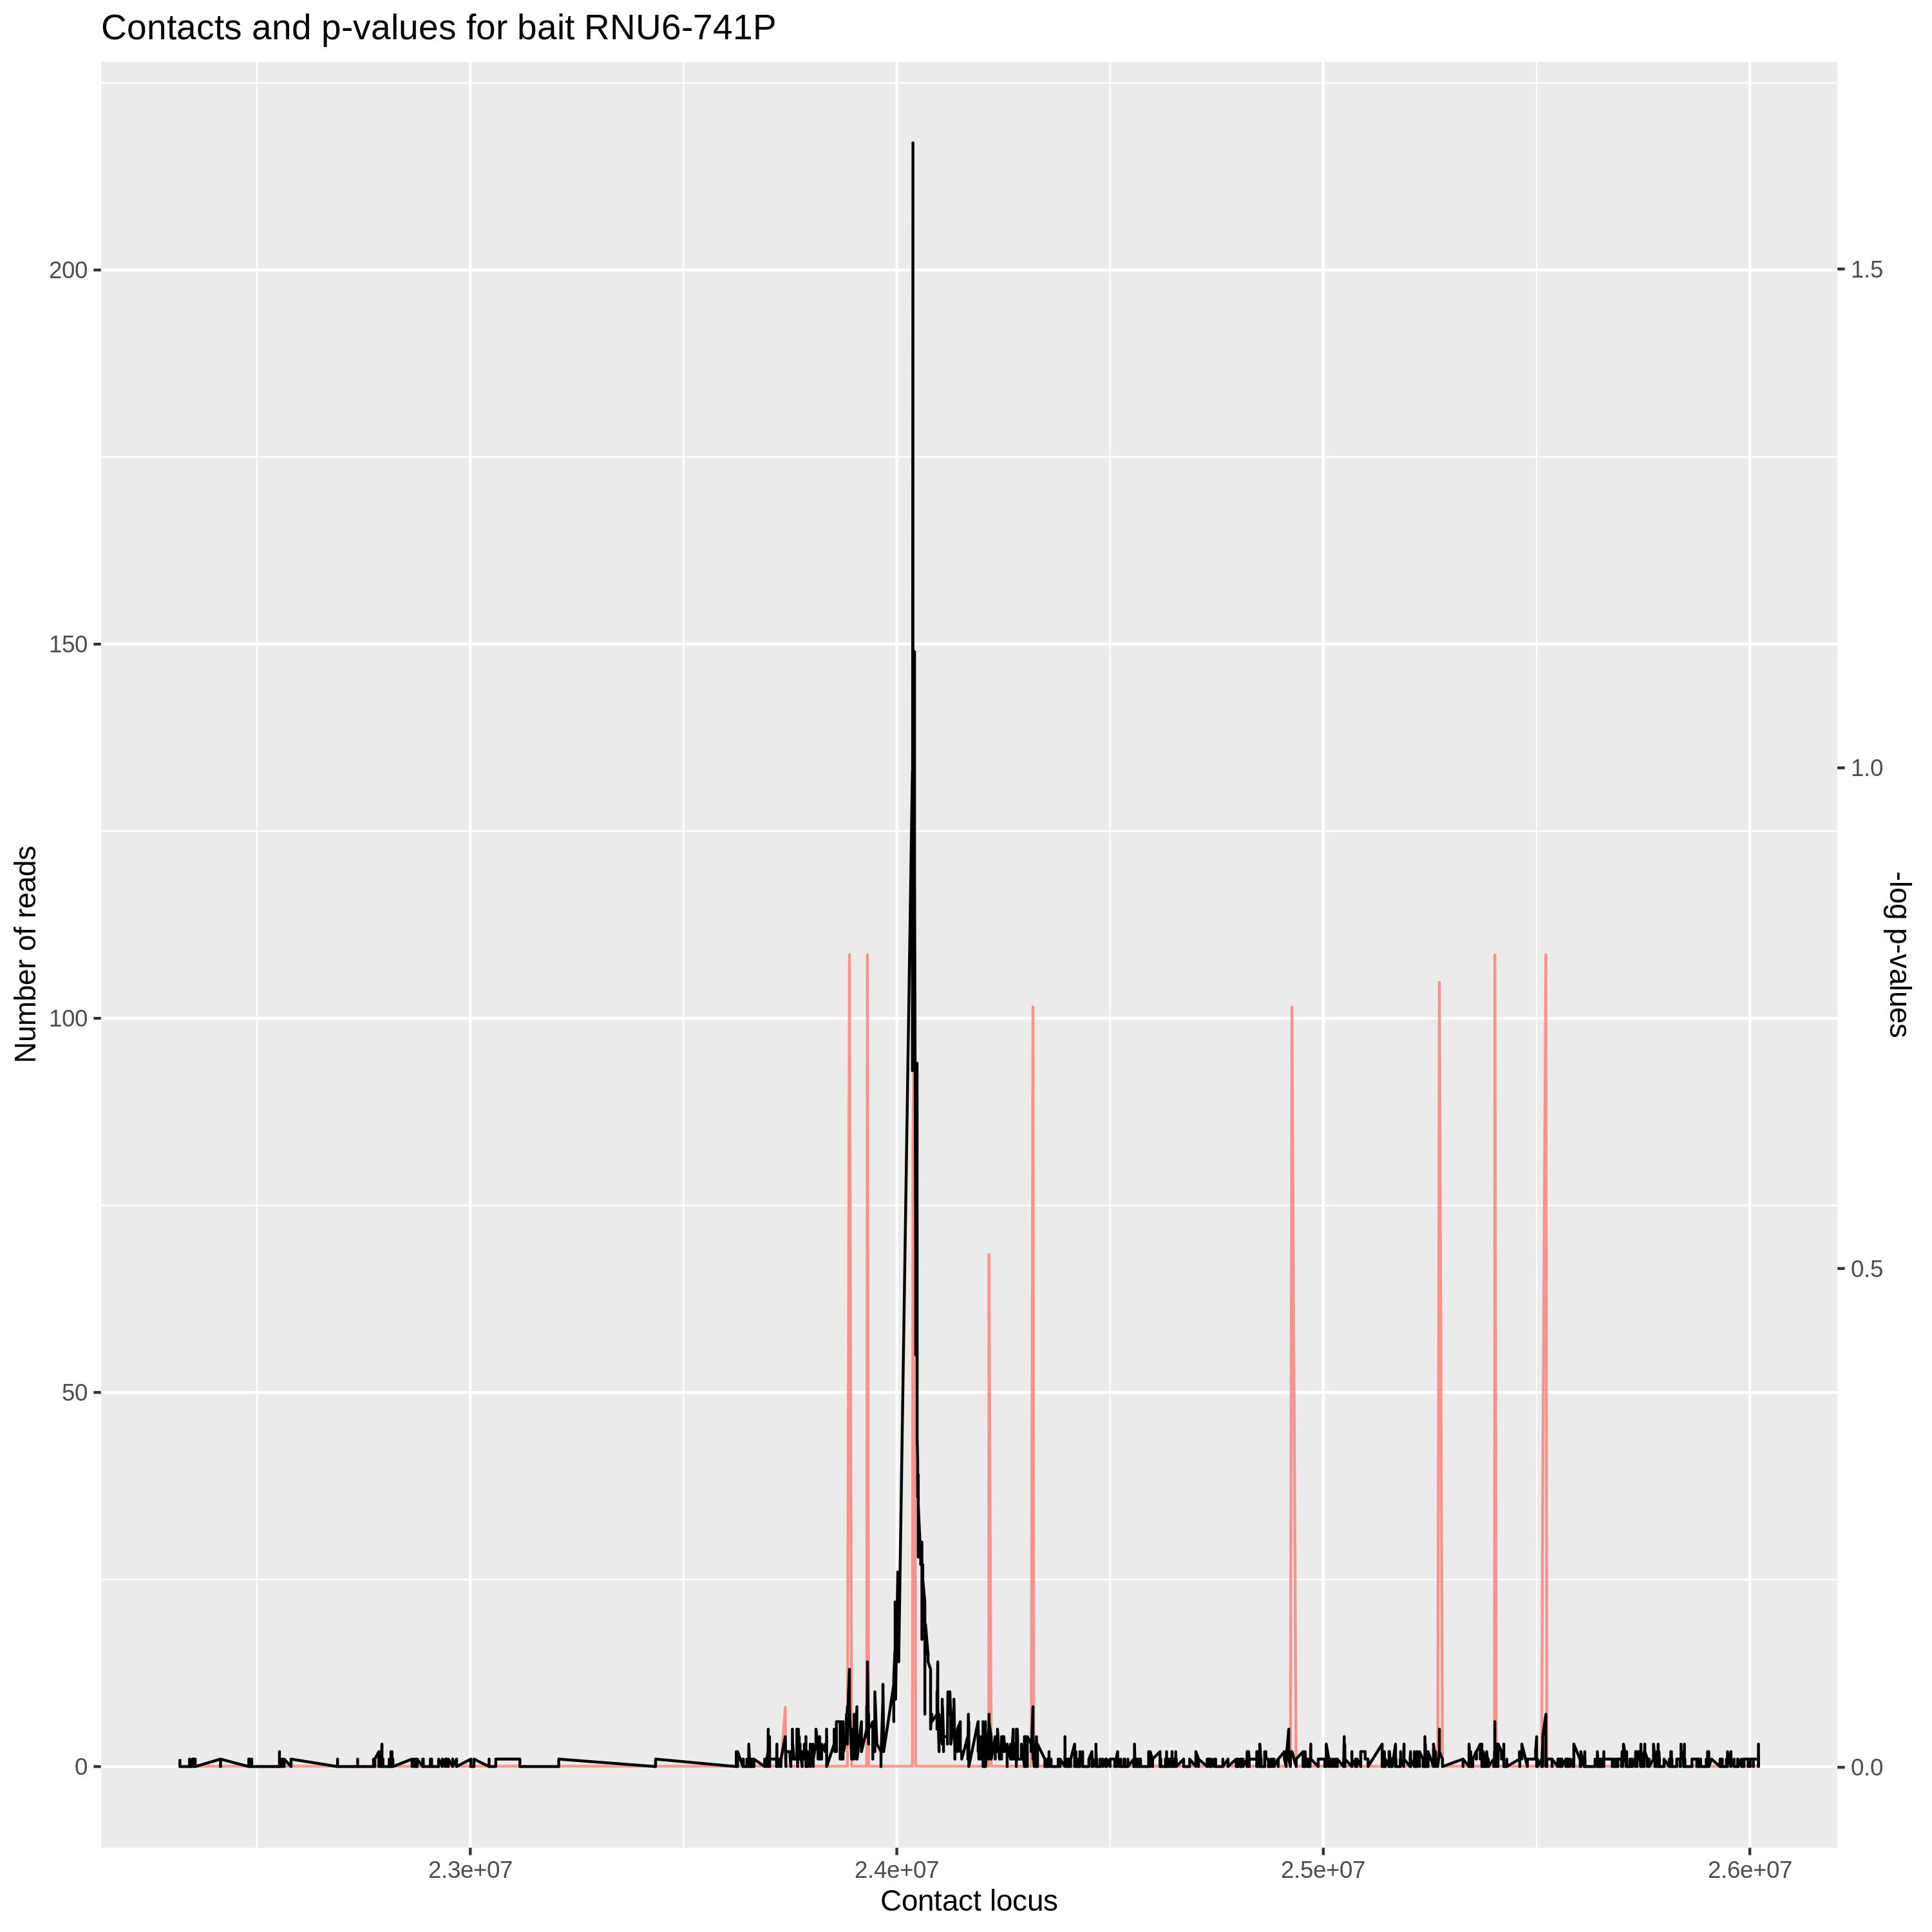 Contacts and p-values for bait RNU6-741P
200
150
100
50
0
1.5
1.0
0.5
0.0
Number of reads
-log p-values
2.3e+07
2.4e+07
2.5e+07
2.6e+07
Contact locus